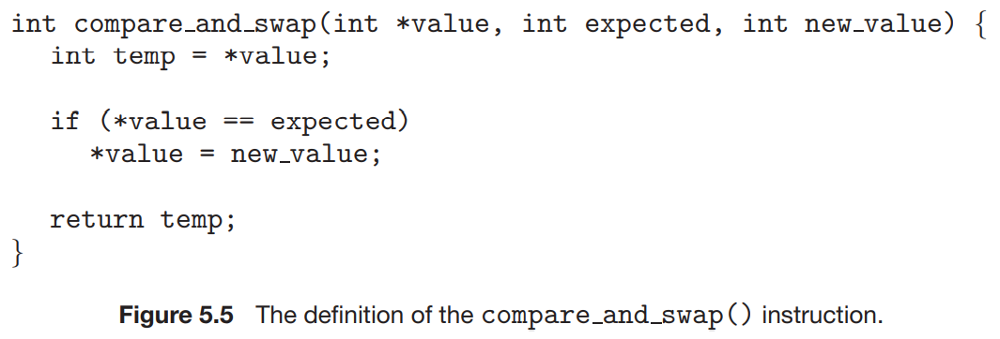 int compare_and_swap(int *value, int expected, int new_value) {
int temp = *value;
if (*value == expected)
*value = new_value;
return temp;
}
Figure 5.5 The definition of the compare_and_swap() instruction.